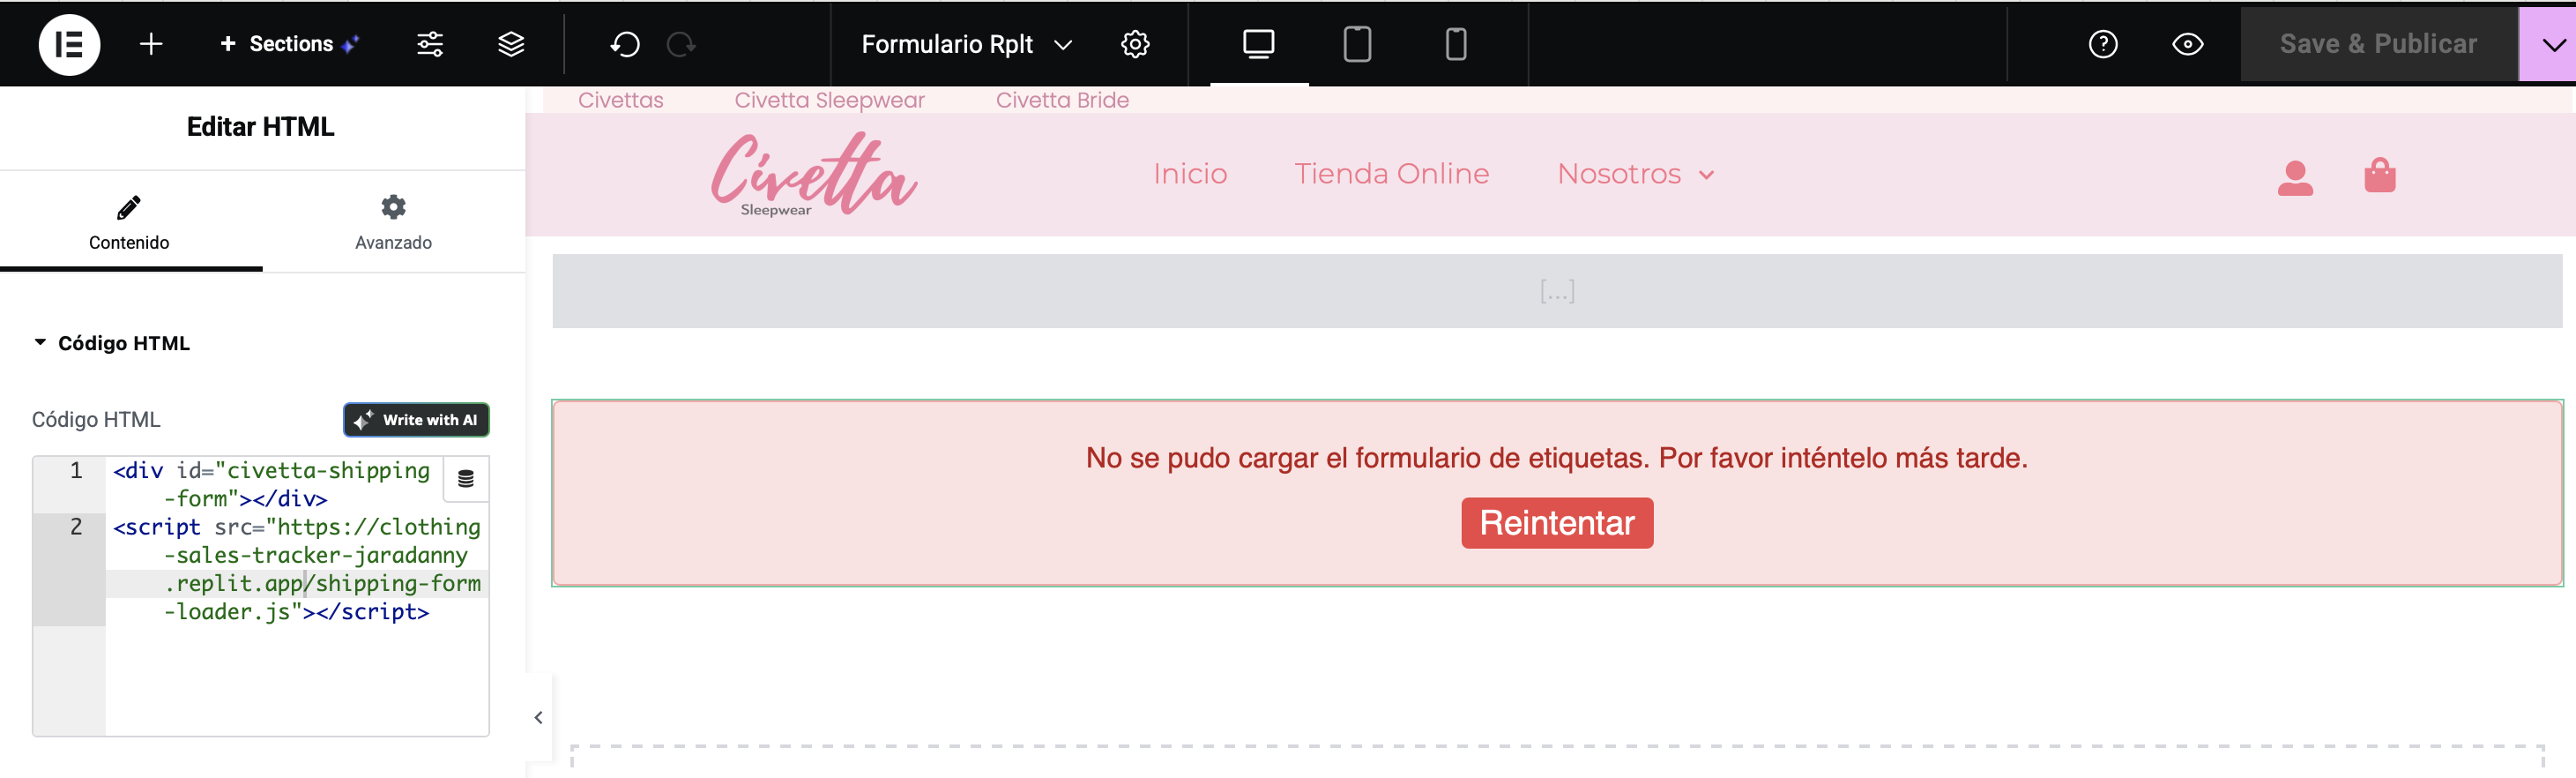 + Sections
Formulario Rplt
Save & Publicar
Editar HTML
Contenido
Avanzado
Código HTML
Código HTML
Write with AI
1
<div id="civetta-shipping
-form"></div>
2
<script src="https://clothing
-sales-tracker-jaradanny
.replit.app/shipping-form
-loader.js"></script>
Civettas
Civetta Sleepwear
Civetta Bride
Civetta
Sleepwear
Inicio
Tienda Online
Nosotros
[...]
No se pudo cargar el formulario de etiquetas. Por favor inténtelo más tarde.
Reintentar